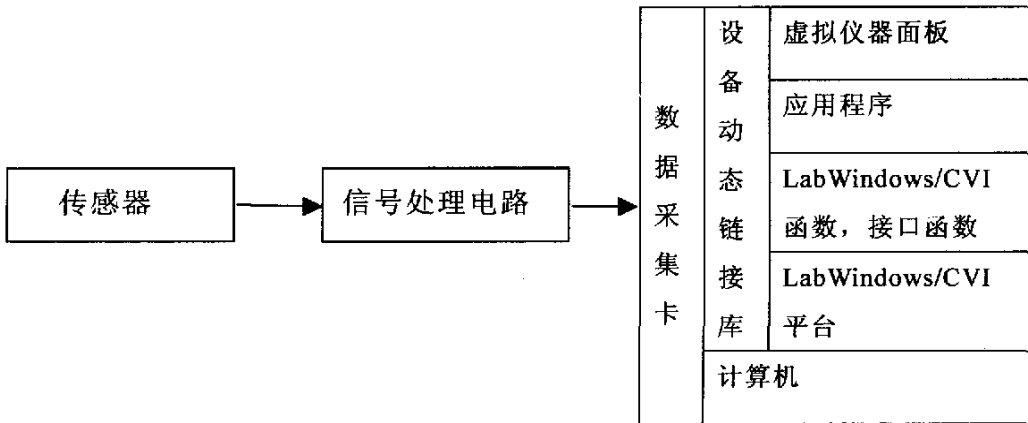 传感器
信号处理电路
数据采集卡
设备动态链接库
虚拟仪器面板
应用程序
LabWindows/CVI
函数，接口函数
LabWindows/CVI
平台
计算机